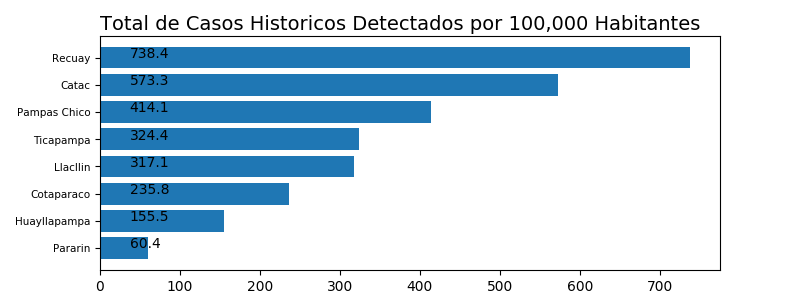 Total de Casos Historicos Detectados por 100,000 Habitantes
Recuay 738.4
Catac 573.3
Pampas Chico 414.1
Ticapampa 324.4
Llacllin 317.1
Cotaparaco 235.8
Huayllapampa 155.5
Pararin 60.4
0 100 200 300 400 500 600 700